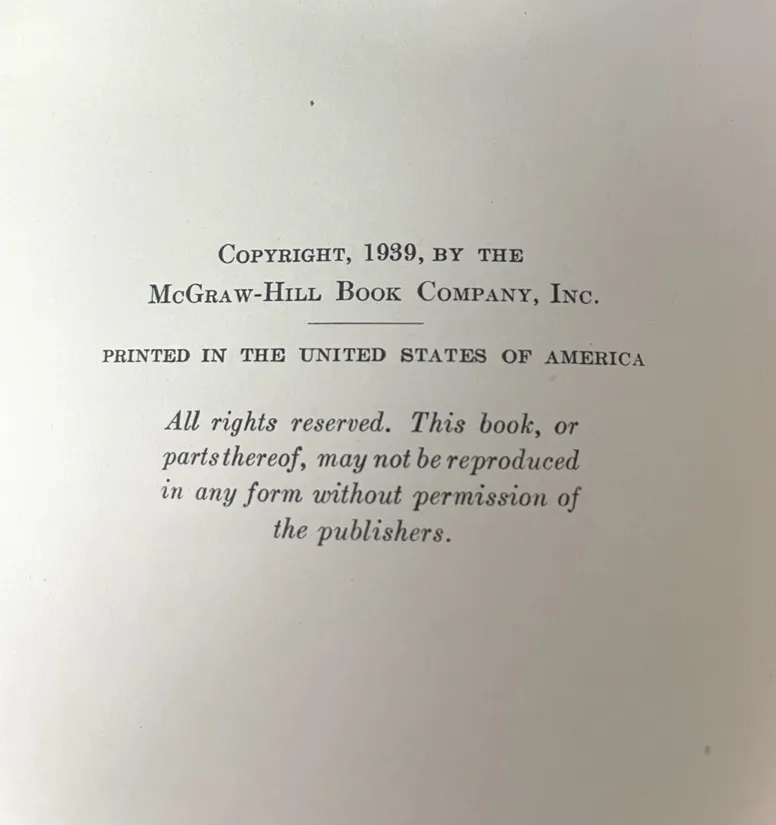 Copyright, 1939, by the
McGraw-Hill Book Company, Inc.
PRINTED IN THE UNITED STATES OF AMERICA
All rights reserved. This book, or
parts thereof, may not be reproduced
in any form without permission of
the publishers.